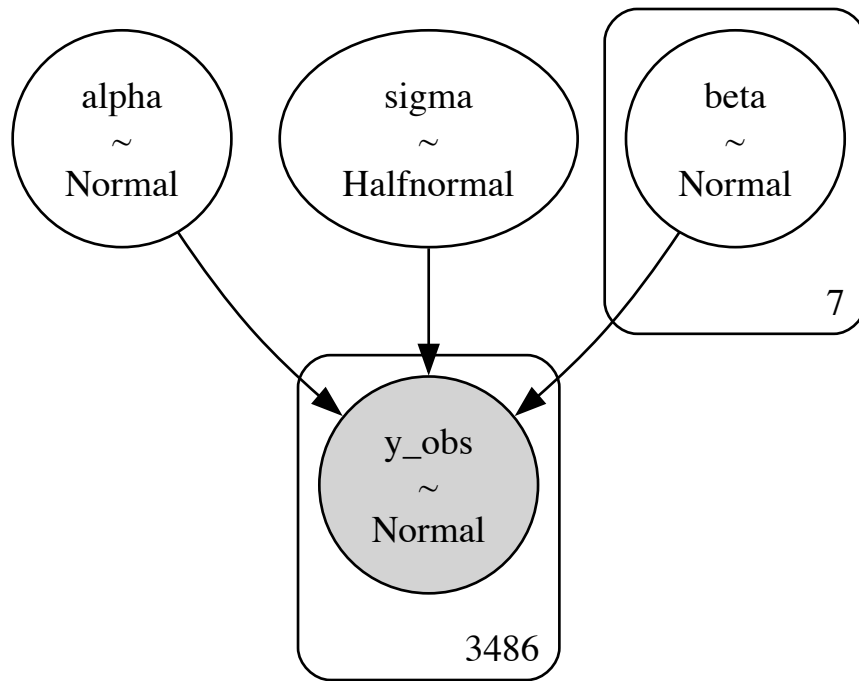 alpha
~
Normal
sigma
~
Halfnormal
beta
~
Normal
7
y_obs
~
Normal
3486